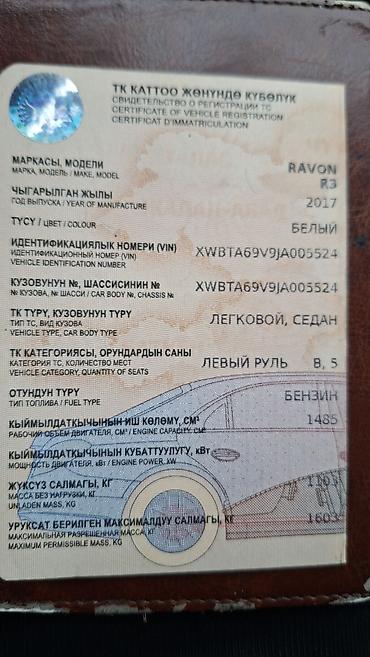 ТК КАТТОО ЖӨНҮНДӨ КҮБӨЛҮК
СВИДЕТЕЛЬСТВО О РЕГИСТРАЦИИ ТС
CERTIFICATE OF VEHICLE REGISTRATION
CERTIFICAT D'IMMATRICULATION
МАРКАСЫ, МОДЕЛИ
МАРКА, МОДЕЛЬ / MAKE, MODEL
RAVON
R3
ЧЫГАРЫЛГАН ЖЫЛЫ
ГОД ВЫПУСКА / YEAR OF MANUFACTURE
2017
ТҮСҮ / ЦВЕТ / COLOUR
БЕЛЫЙ
ИДЕНТИФИКАЦИЯЛЫК НОМЕРИ (VIN)
ИДЕНТИФИКАЦИОННЫЙ НОМЕР (VIN)
VEHICLE IDENTIFICATION NUMBER
XWBTA69V9JA005524
КУЗОВУНУН №, ШАССИСИНИН №
№ КУЗОВА, № ШАССИ / CAR BODY №, CHASSIS №
XWBTA69V9JA005524
ТК ТҮРҮ, КУЗОВУНУН ТҮРҮ
ТИП ТС, ВИД КУЗОВА
VEHICLE TYPE, CAR BODY TYPE
ЛЕГКОВОЙ, СЕДАН
ТК КАТЕГОРИЯСЫ, ОРУНДАРДЫН САНЫ
КАТЕГОРИЯ ТС, КОЛИЧЕСТВО МЕСТ
VEHICLE CATEGORY, QUANTITY OF SEATS
ЛЕВЫЙ РУЛЬ B, 5
ОТУНДУН ТҮРҮ
ТИП ТОПЛИВА / FUEL TYPE
БЕНЗИН
КЫЙМЫЛДАТКЫЧЫНЫН ИШ КӨЛӨМҮ, СМ³
РАБОЧИЙ ОБЪЕМ ДВИГАТЕЛЯ, СМ³ / ENGINE CAPACITY, CM³
1485
КЫЙМЫЛДАТКЫЧЫНЫН КУБАТТУУЛУГУ, кВт
МОЩНОСТЬ ДВИГАТЕЛЯ, кВт / ENGINE POWER, KW
ЖҮКСҮЗ САЛМАГЫ, КГ
МАССА БЕЗ НАГРУЗКИ, КГ
UNLADEN MASS, KG
УРУКСАТ БЕРИЛГЕН МАКСИМАЛДУУ САЛМАГЫ, КГ
МАКСИМАЛЬНАЯ РАЗРЕШЕННАЯ МАССА, КГ
MAXIMUM PERMISSIBLE MASS, KG
1603